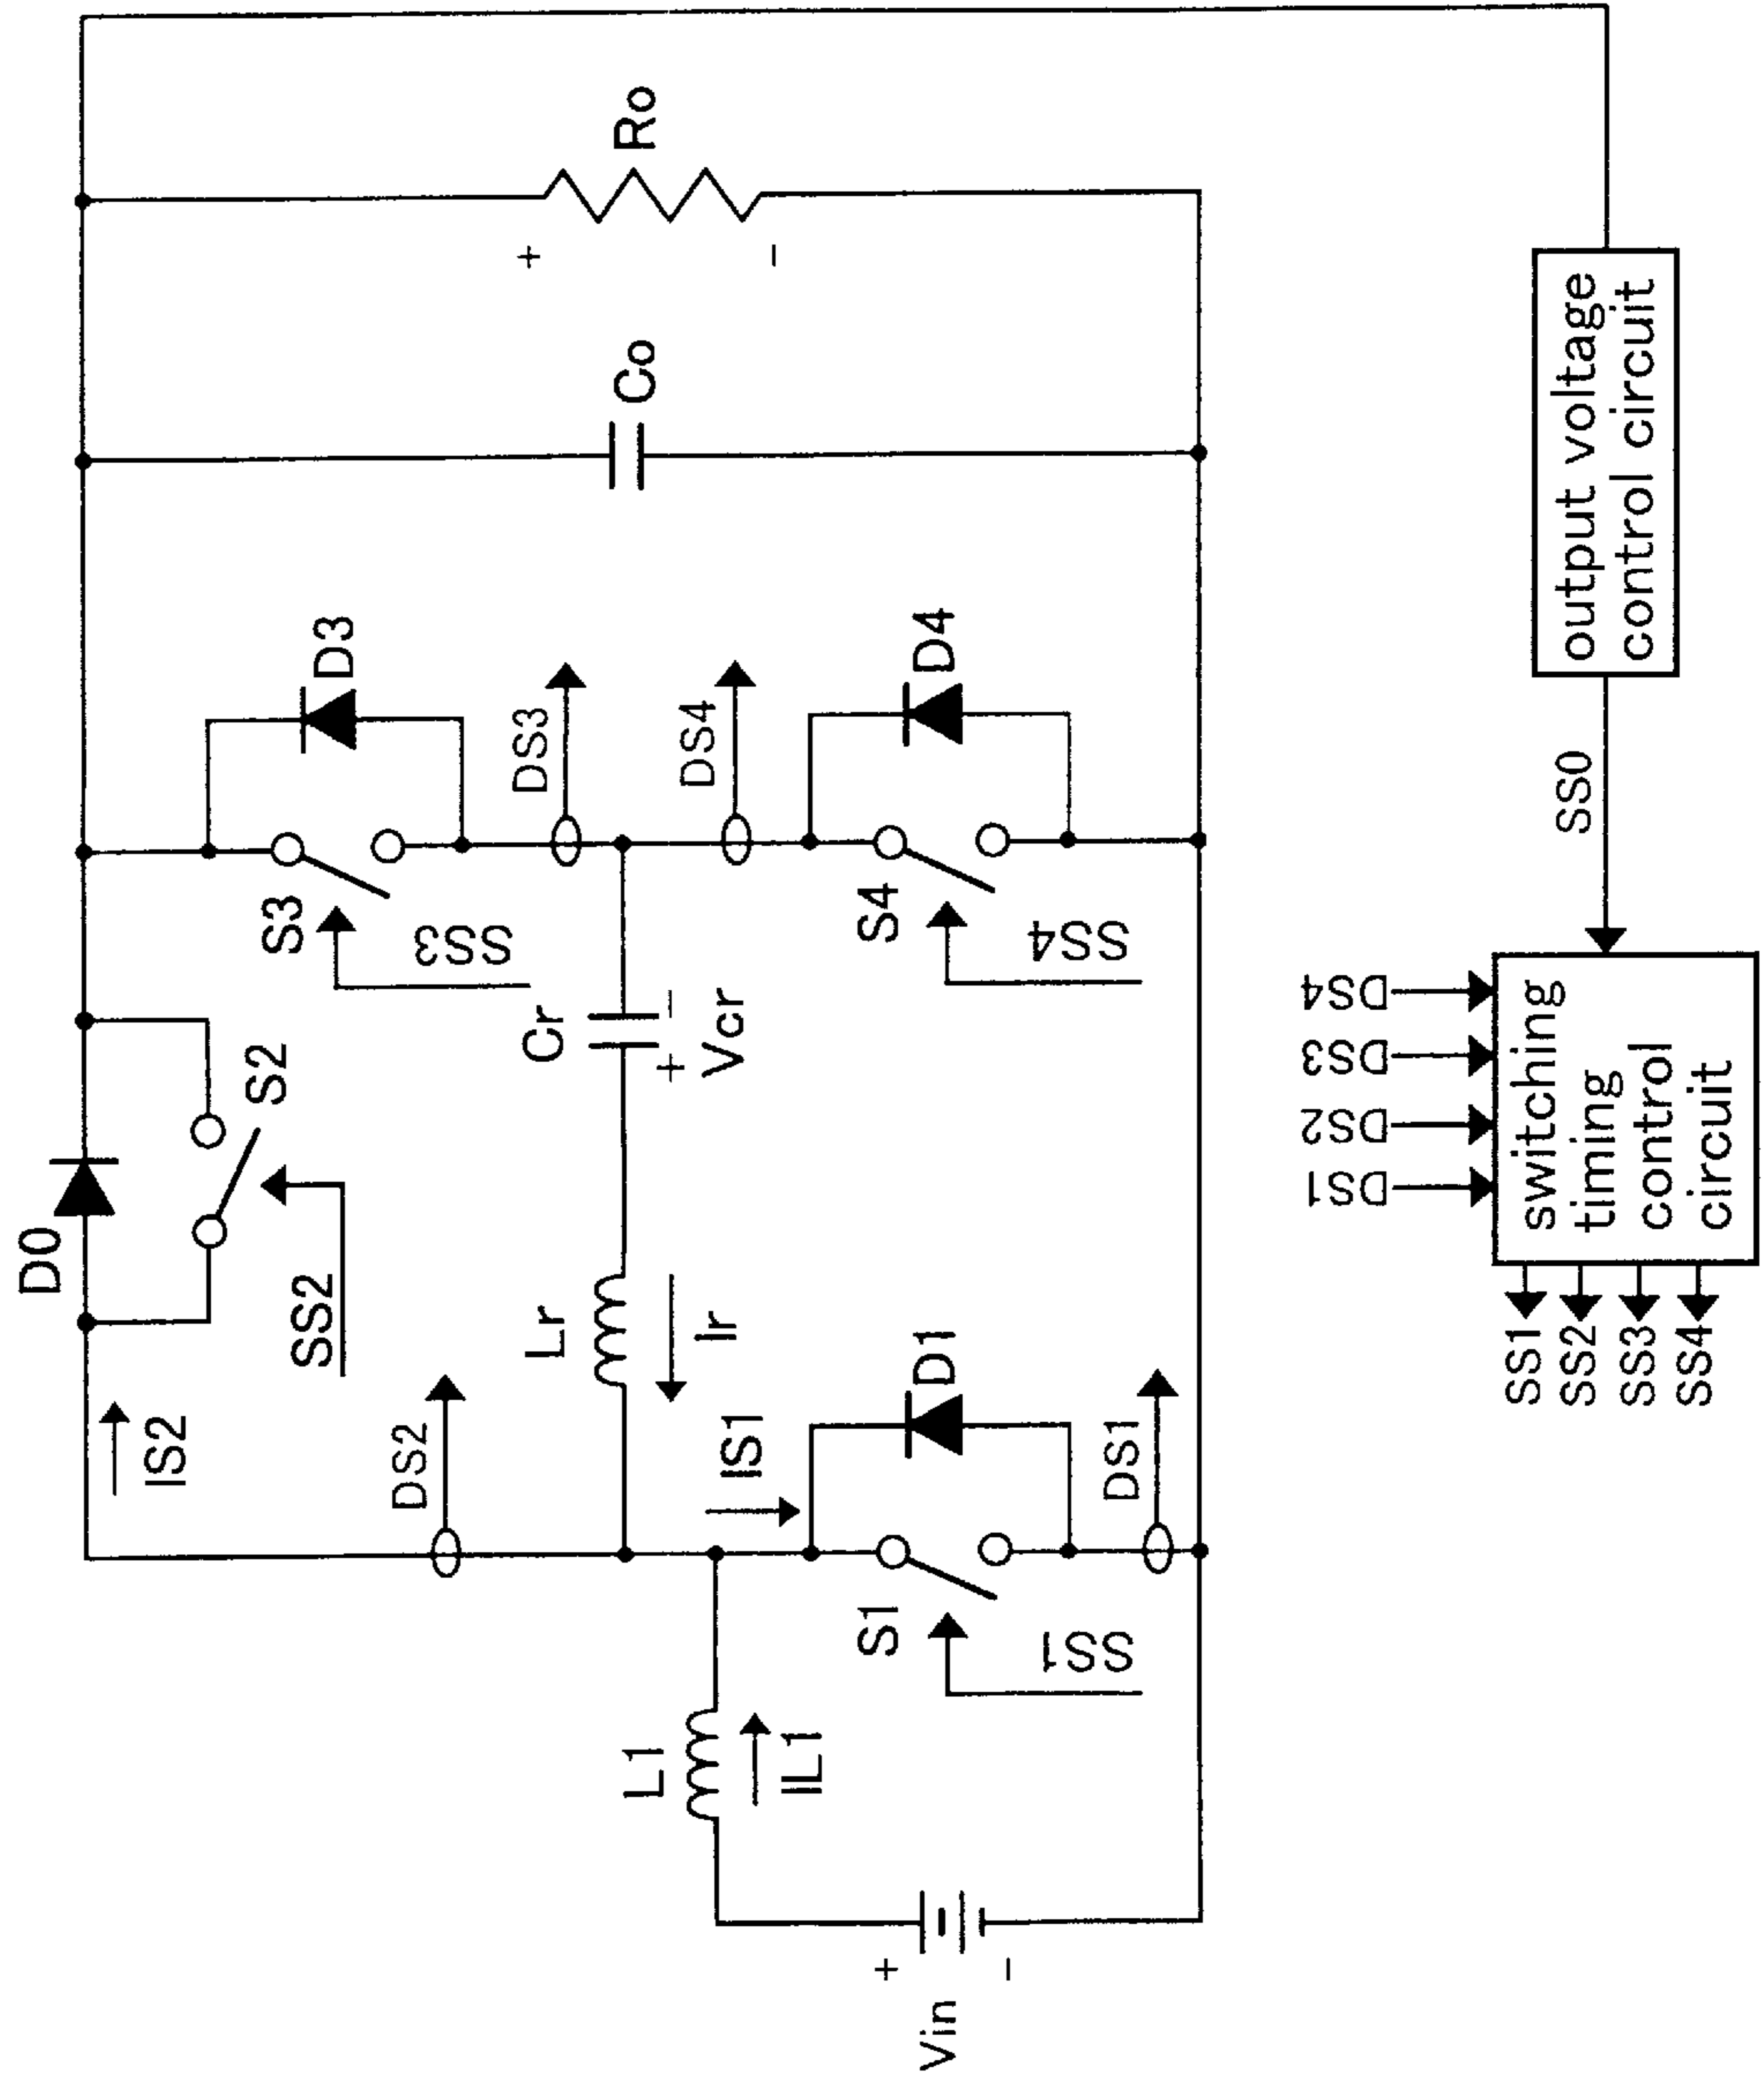 D0
Ro
+
-
IS2
S2
SS2
Co
D3
S3
SS3
DS3
DS2
Lr
Cr
Ir
+ -
Vcr
DS4
L1
IL1
IS1
D1
S1
SS1
DS1
D4
S4
SS4
+
-
Vin
DS1
DS2
DS3
DS4
SS1
SS2
SS3
SS4
switching
timing
control
circuit
SS0
output voltage
control circuit